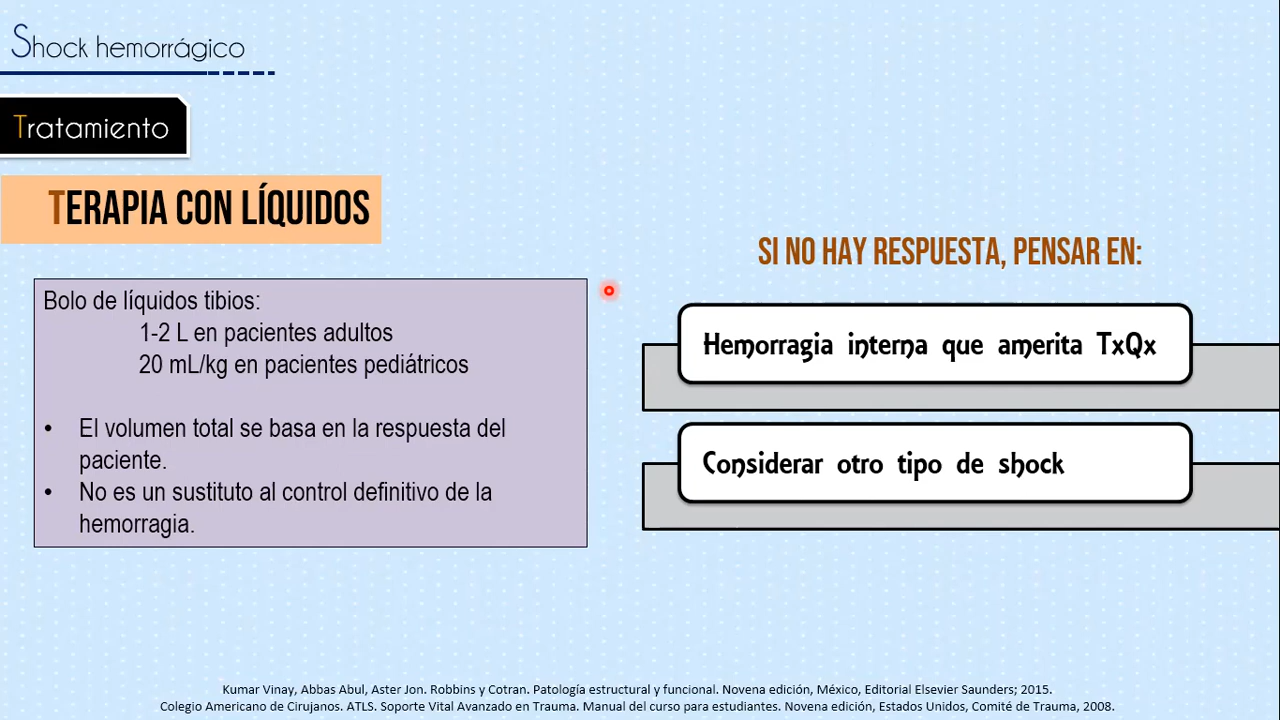 Shock hemorrágico
Tratamiento
TERAPIA CON LÍQUIDOS
Bolo de líquidos tibios:
1-2 L en pacientes adultos
20 mL/kg en pacientes pediátricos
• El volumen total se basa en la respuesta del
paciente.
• No es un sustituto al control definitivo de la
hemorragia.
SI NO HAY RESPUESTA, PENSAR EN:
Hemorragia interna que amerita TxQx
Considerar otro tipo de shock
Kumar Vinay, Abbas Abul, Aster Jon. Robbins y Cotran. Patología estructural y funcional. Novena edición, México, Editorial Elsevier Saunders; 2015.
Colegio Americano de Cirujanos. ATLS. Soporte Vital Avanzado en Trauma. Manual del curso para estudiantes. Novena edición, Estados Unidos, Comité de Trauma, 2008.